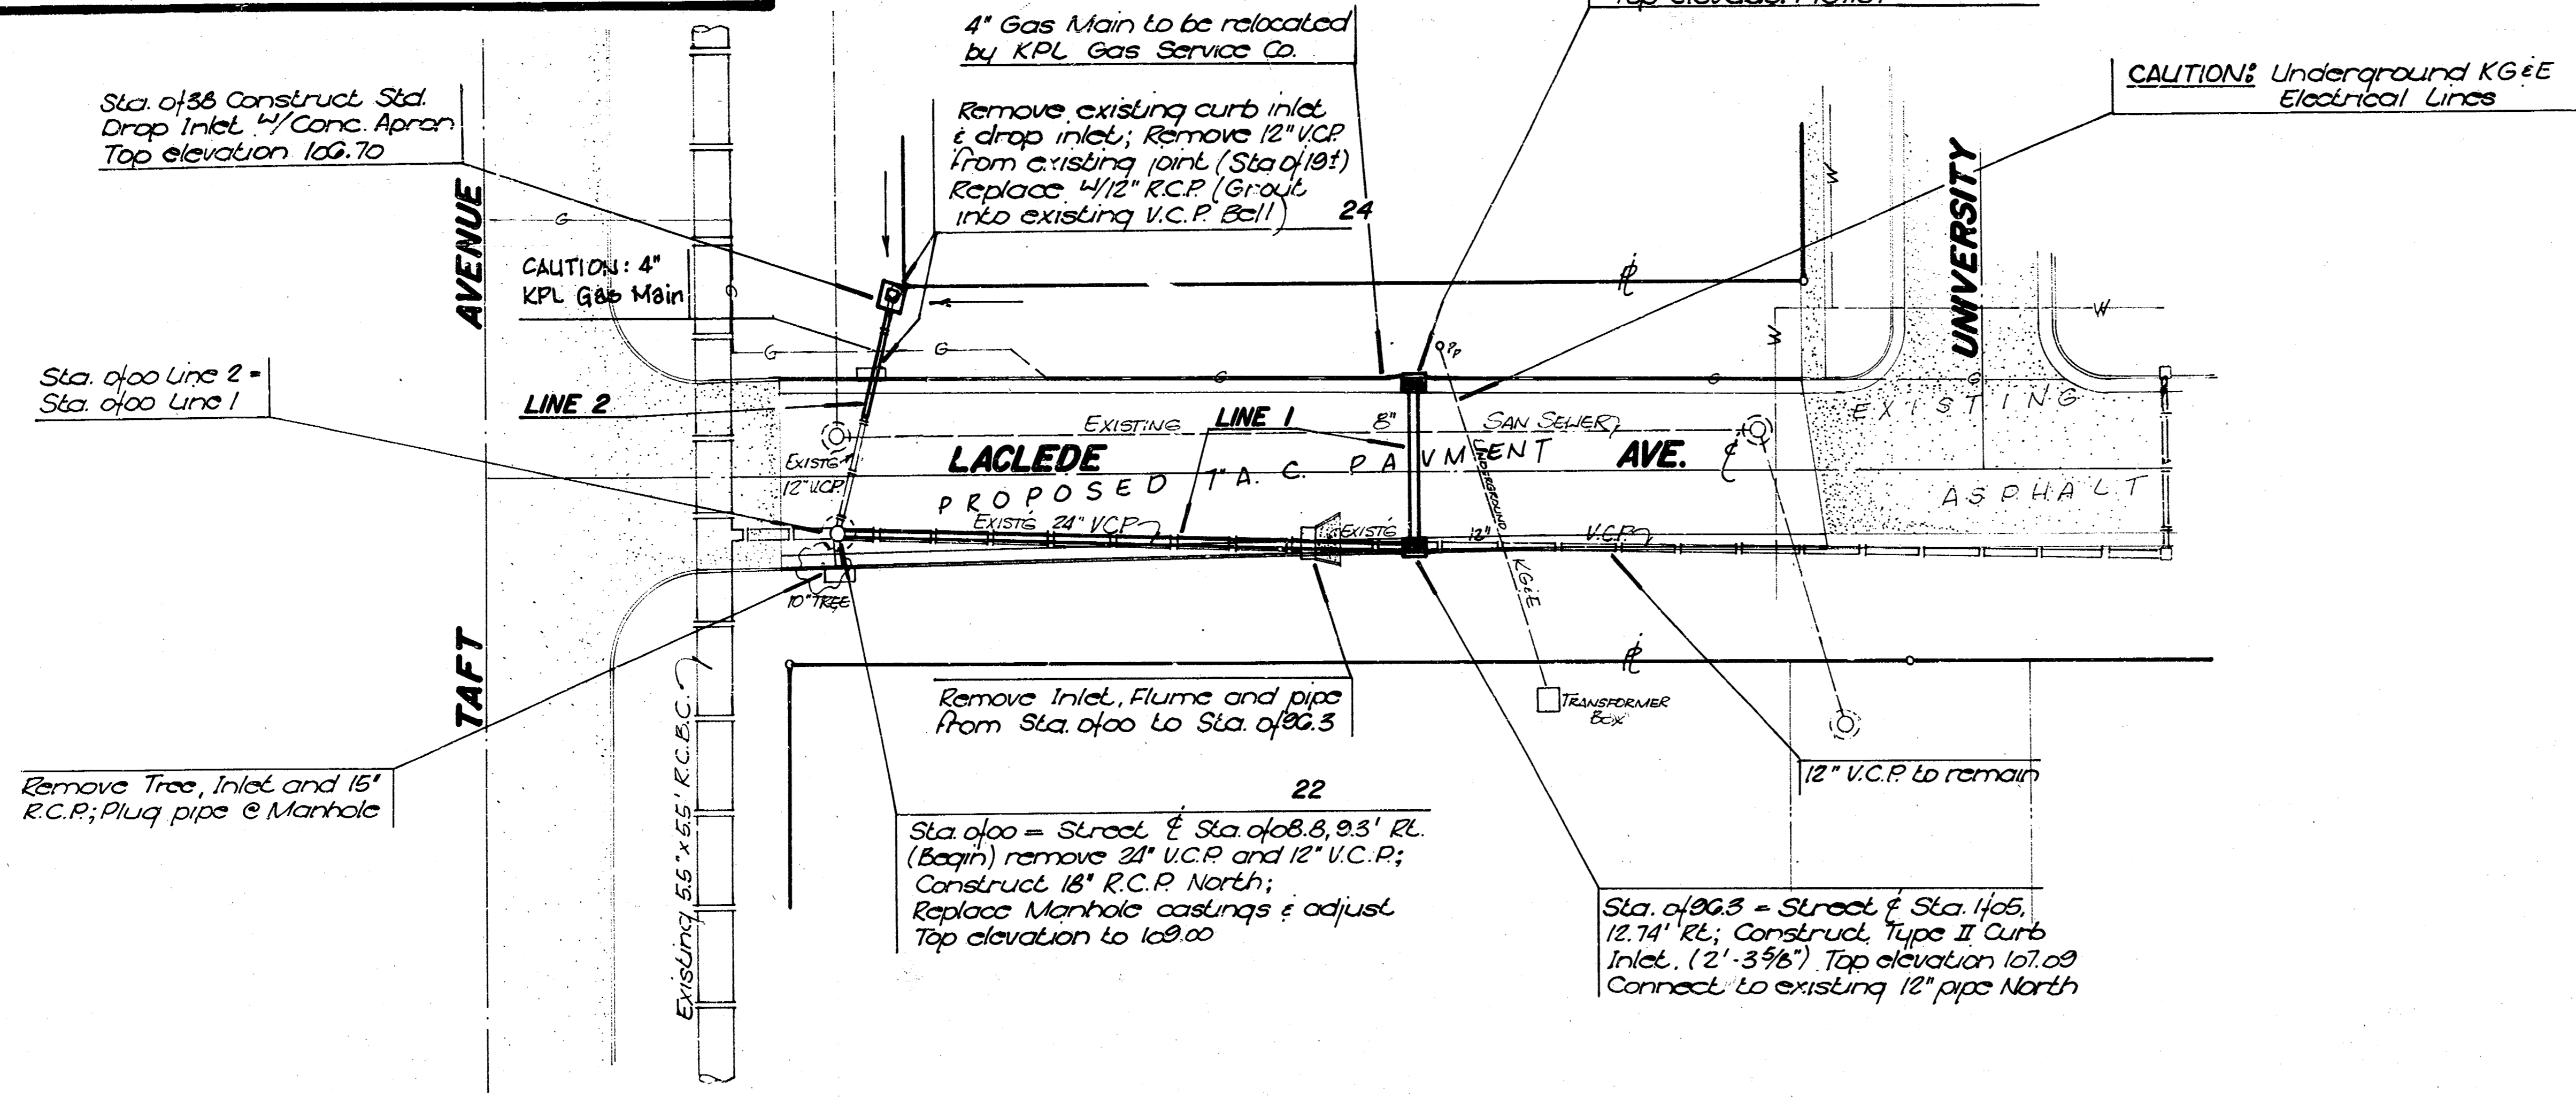 4" Gas Main to be relocated
by KPL Gas Service Co.
CAUTION: Underground KG&E
Electrical Lines
Sta. 0+38 Construct Std.
Drop Inlet W/Conc. Apron
Top elevation 106.70
Remove existing curb inlet
& drop inlet; Remove 12" V.C.P.
from existing joint (Sta 0+19±)
Replace W/12" R.C.P. (Grout
into existing V.C.P. Bell)
24
AVENUE
UNIVERSITY
CAUTION: 4"
KPL Gas Main
G
G
G
G
G
G
G
W
W
W
PL
Pp
Sta. 0+00 Line 2 =
Sta. 0+00 Line 1
LINE 2
LINE 1
EXISTING
8"
SAN SEWER
EXISTING
ASPHALT
LACLEDE
AVE.
℄
PROPOSED 7" A. C. PAVMENT
EXIST'G
12" V.C.P.
EXIST'G 24" VCP
EXIST'G
12"
V.C.P.
UNDERGROUND
KG&E
10" TREE
TAFT
PL
TRANSFORMER
BOX
Remove Inlet, Flume and pipe
from Sta. 0+00 to Sta. 0+96.3
Existing 5.5' x 5.5' R.C.B.C.
Remove Tree, Inlet and 15"
R.C.P.; Plug pipe @ Manhole
12" V.C.P. to remain
22
Sta. 0+00 = Street ℄ Sta. 0+08.8, 9.3' Rt.
(Begin) remove 24" V.C.P. and 12" V.C.P.;
Construct 18" R.C.P. North;
Replace Manhole castings & adjust
Top elevation to 109.00
Sta. 0+96.3 = Street ℄ Sta. 1+05,
12.74' Rt; Construct Type II Curb
Inlet. (2'-3 5/8") Top elevation 107.09
Connect to existing 12" pipe North